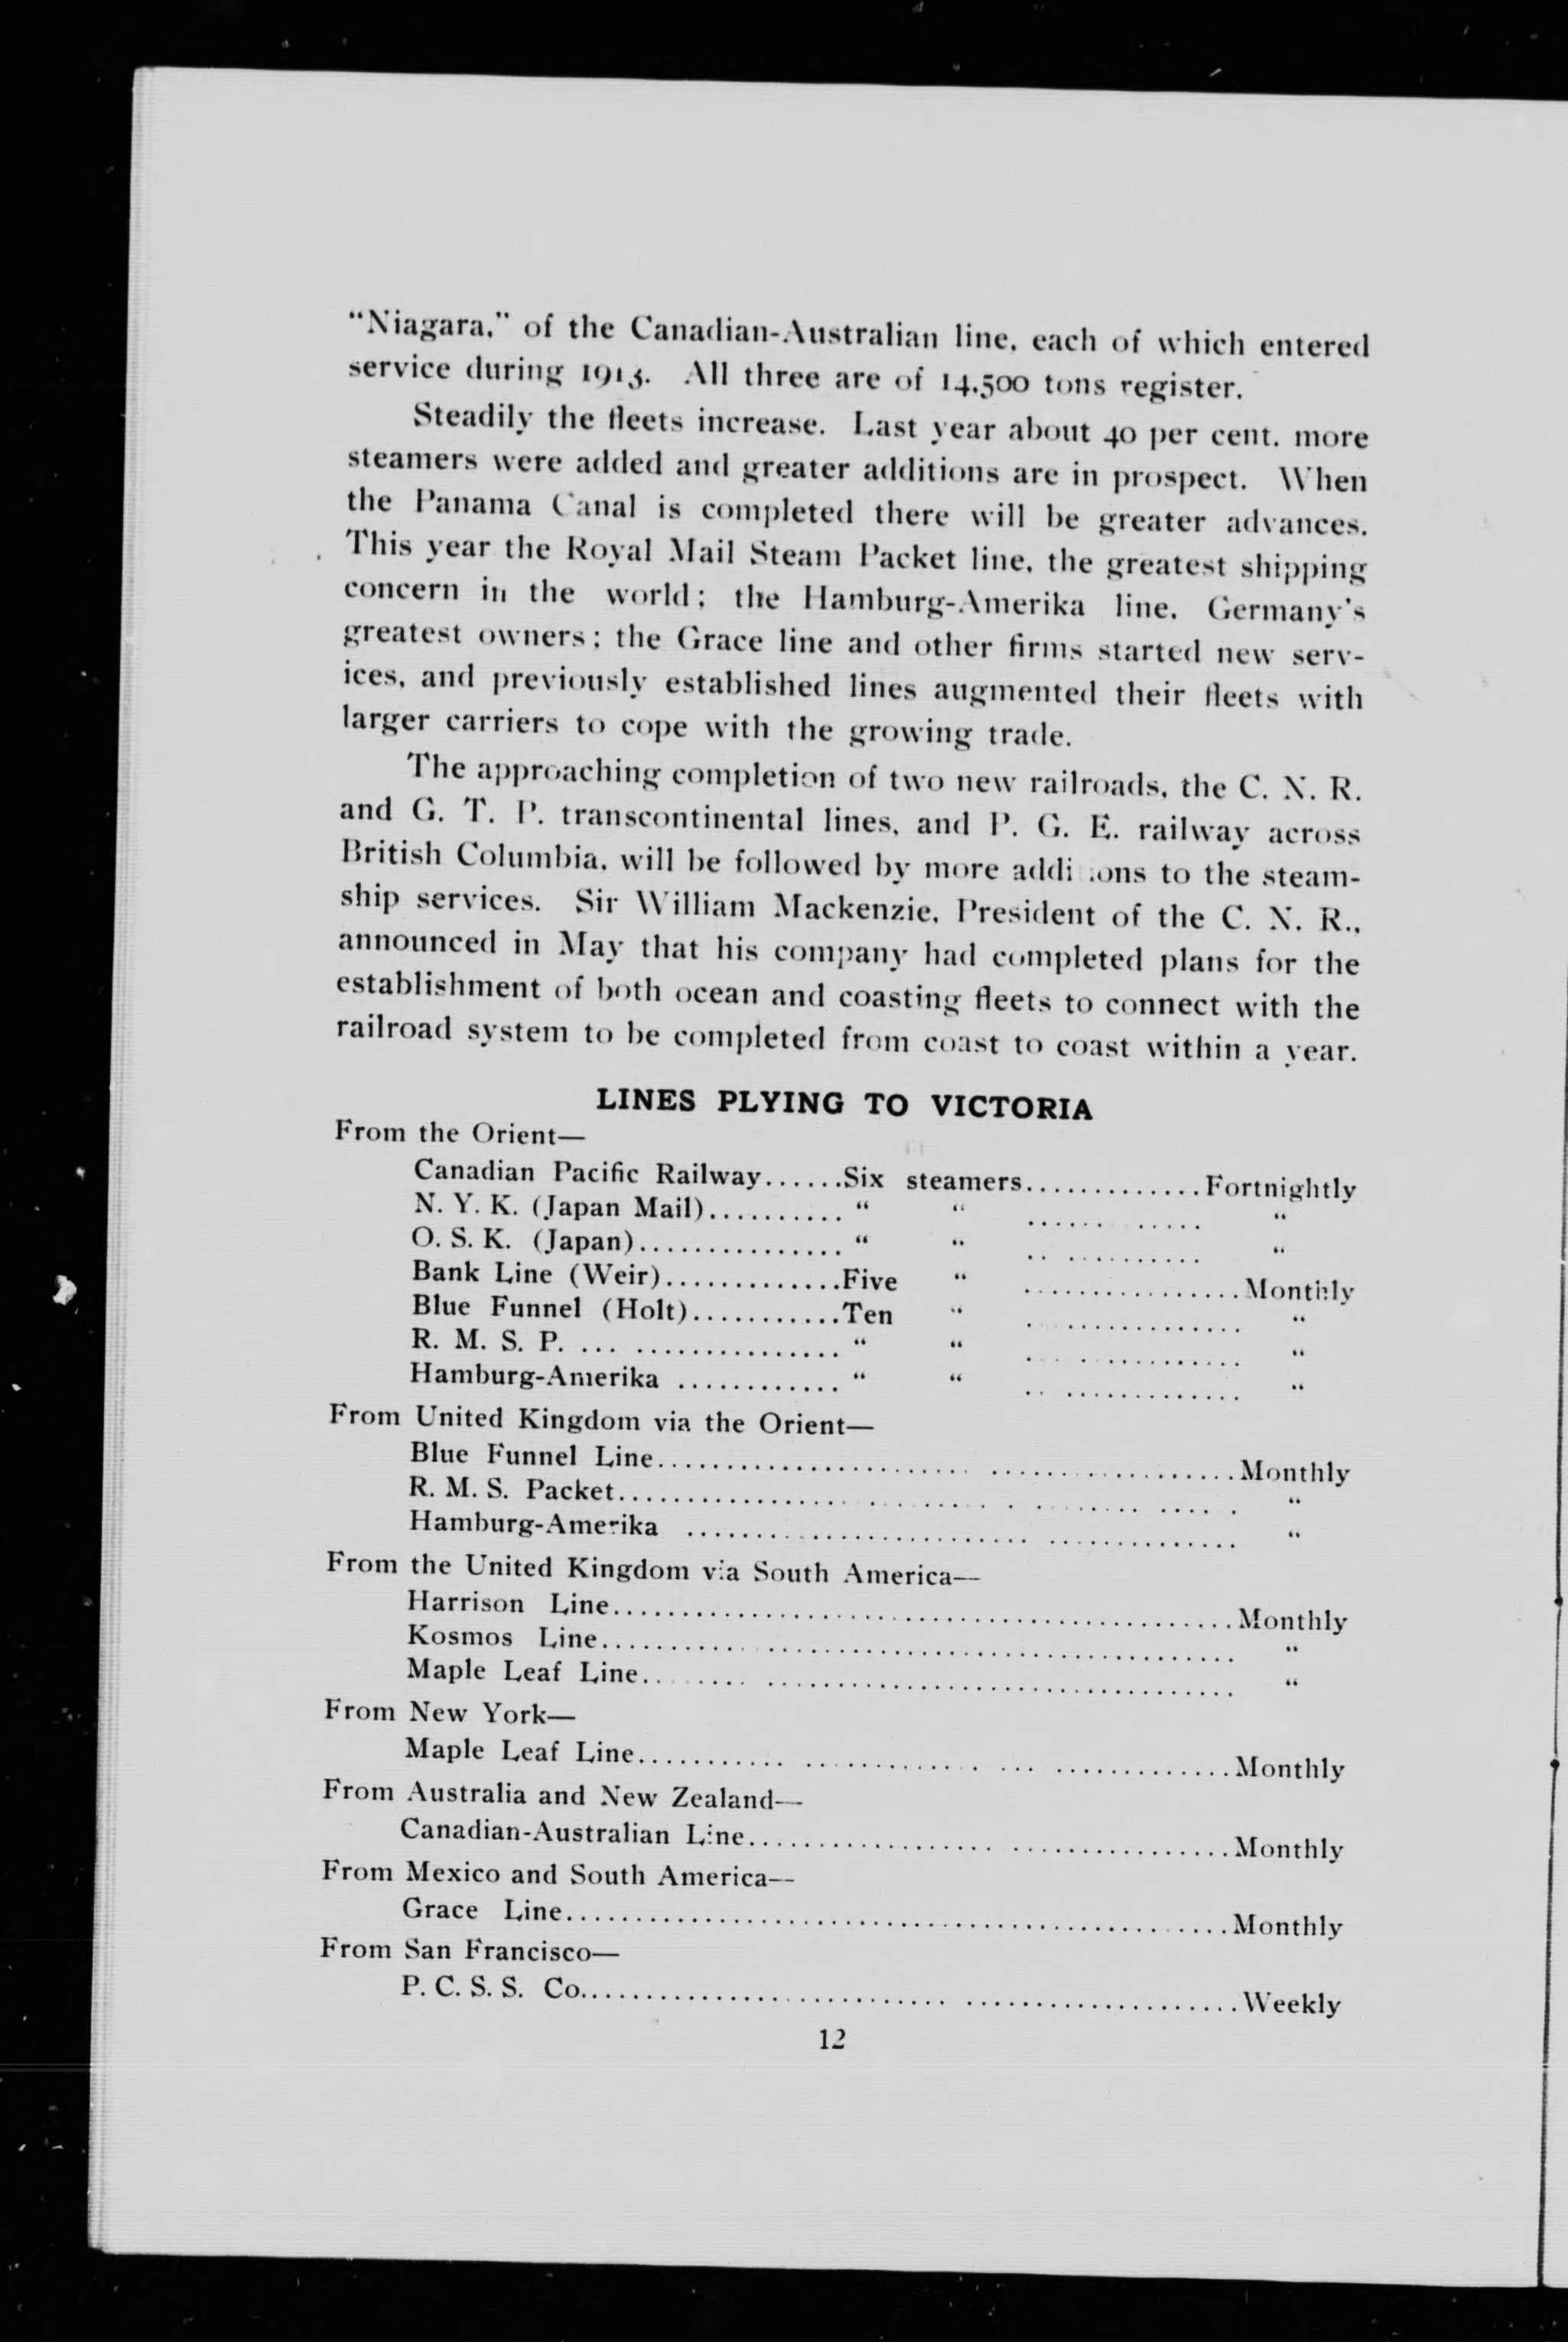 "Niagara," of the Canadian-Australian line, each of which entered
service during 1913. All three are of 14,500 tons register.
Steadily the fleets increase. Last year about 40 per cent. more
steamers were added and greater additions are in prospect. When
the Panama Canal is completed there will be greater advances.
This year the Royal Mail Steam Packet line, the greatest shipping
concern in the world; the Hamburg-Amerika line, Germany's
greatest owners; the Grace line and other firms started new serv-
ices, and previously established lines augmented their fleets with
larger carriers to cope with the growing trade.
The approaching completion of two new railroads, the C. N. R.
and G. T. P. transcontinental lines, and P. G. E. railway across
British Columbia, will be followed by more additions to the steam-
ship services. Sir William Mackenzie, President of the C. N. R.,
announced in May that his company had completed plans for the
establishment of both ocean and coasting fleets to connect with the
railroad system to be completed from coast to coast within a year.
LINES PLYING TO VICTORIA
From the Orient—
Canadian Pacific Railway......Six steamers.............Fortnightly
N. Y. K. (Japan Mail).......... " " ............. "
O. S. K. (Japan)............... " " ............. "
Bank Line (Weir).............Five " ................Monthly
Blue Funnel (Holt)...........Ten " ................ "
R. M. S. P. ... ............... " " ................ "
Hamburg-Amerika ............ " " ................ "
From United Kingdom via the Orient—
Blue Funnel Line..........................................Monthly
R. M. S. Packet.......................................... "
Hamburg-Amerika .......................................... "
From the United Kingdom via South America—
Harrison Line.............................................Monthly
Kosmos Line............................................. "
Maple Leaf Line.......................................... "
From New York—
Maple Leaf Line..........................................Monthly
From Australia and New Zealand—
Canadian-Australian Line..................................Monthly
From Mexico and South America—
Grace Line................................................Monthly
From San Francisco—
P. C. S. S. Co...............................................Weekly
12